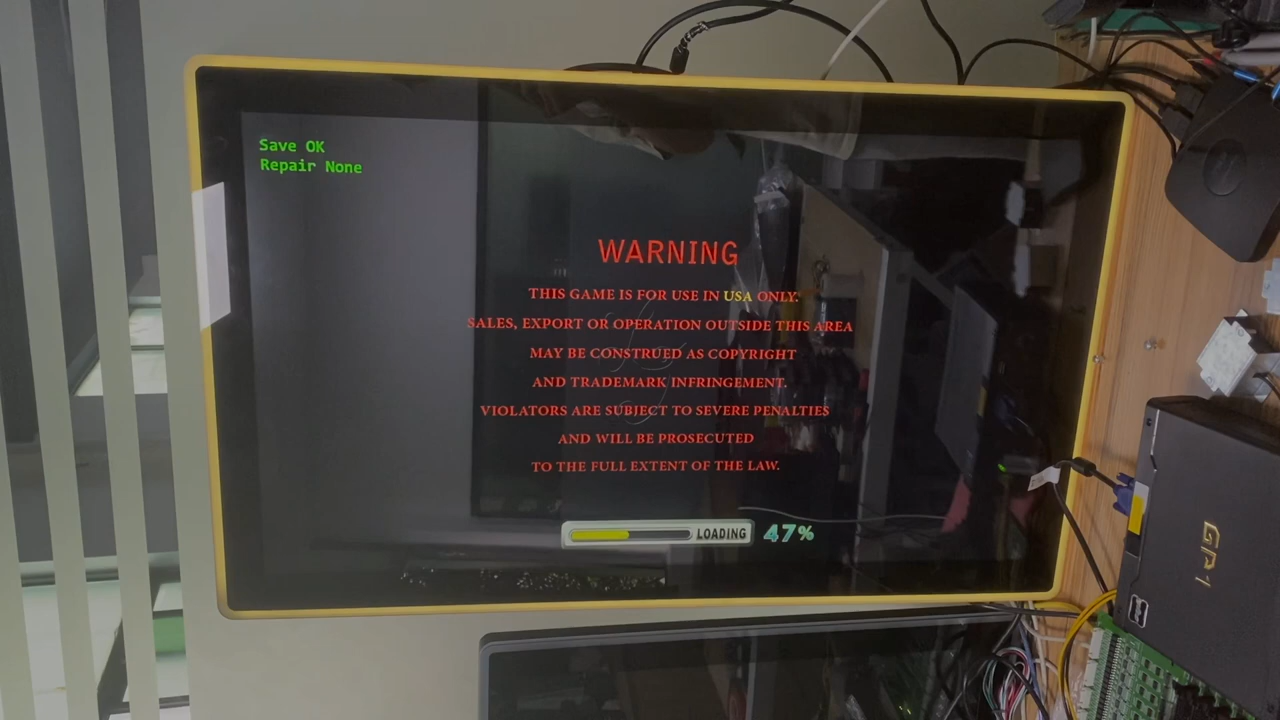 Save OK
Repair None
WARNING
THIS GAME IS FOR USE IN USA ONLY.
SALES, EXPORT OR OPERATION OUTSIDE THIS AREA
MAY BE CONSTRUED AS COPYRIGHT
AND TRADEMARK INFRINGEMENT.
VIOLATORS ARE SUBJECT TO SEVERE PENALTIES
AND WILL BE PROSECUTED
TO THE FULL EXTENT OF THE LAW.
LOADING 47%
GP1